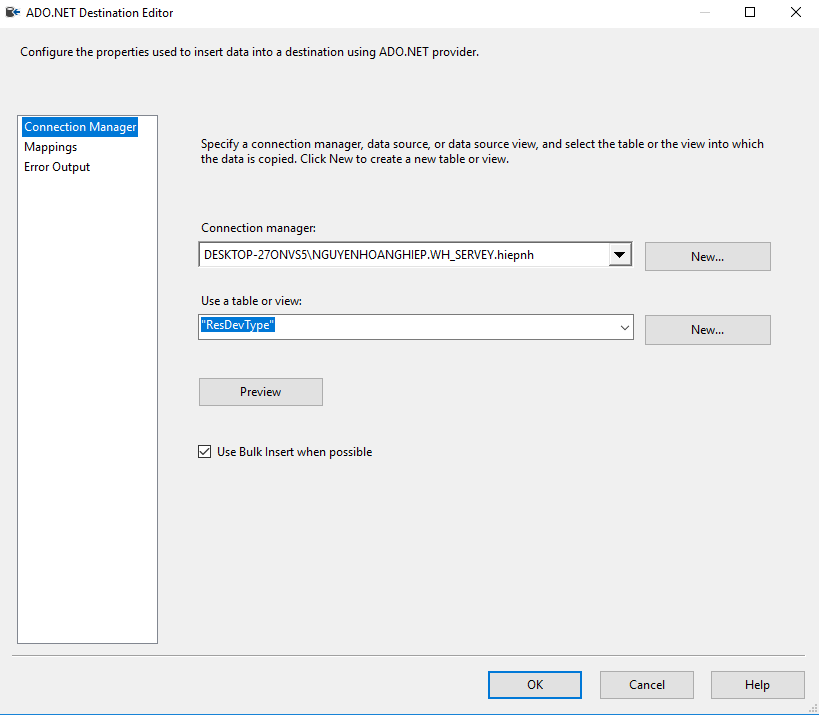 ADO.NET Destination Editor
Configure the properties used to insert data into a destination using ADO.NET provider.
Connection Manager
Mappings
Error Output
Specify a connection manager, data source, or data source view, and select the table or the view into which
the data is copied. Click New to create a new table or view.
Connection manager:
DESKTOP-27ONVS5\NGUYENHOANGHIEP.WH_SERVEY.hiepnh
New...
Use a table or view:
"ResDevType"
New...
Preview
Use Bulk Insert when possible
OK
Cancel
Help